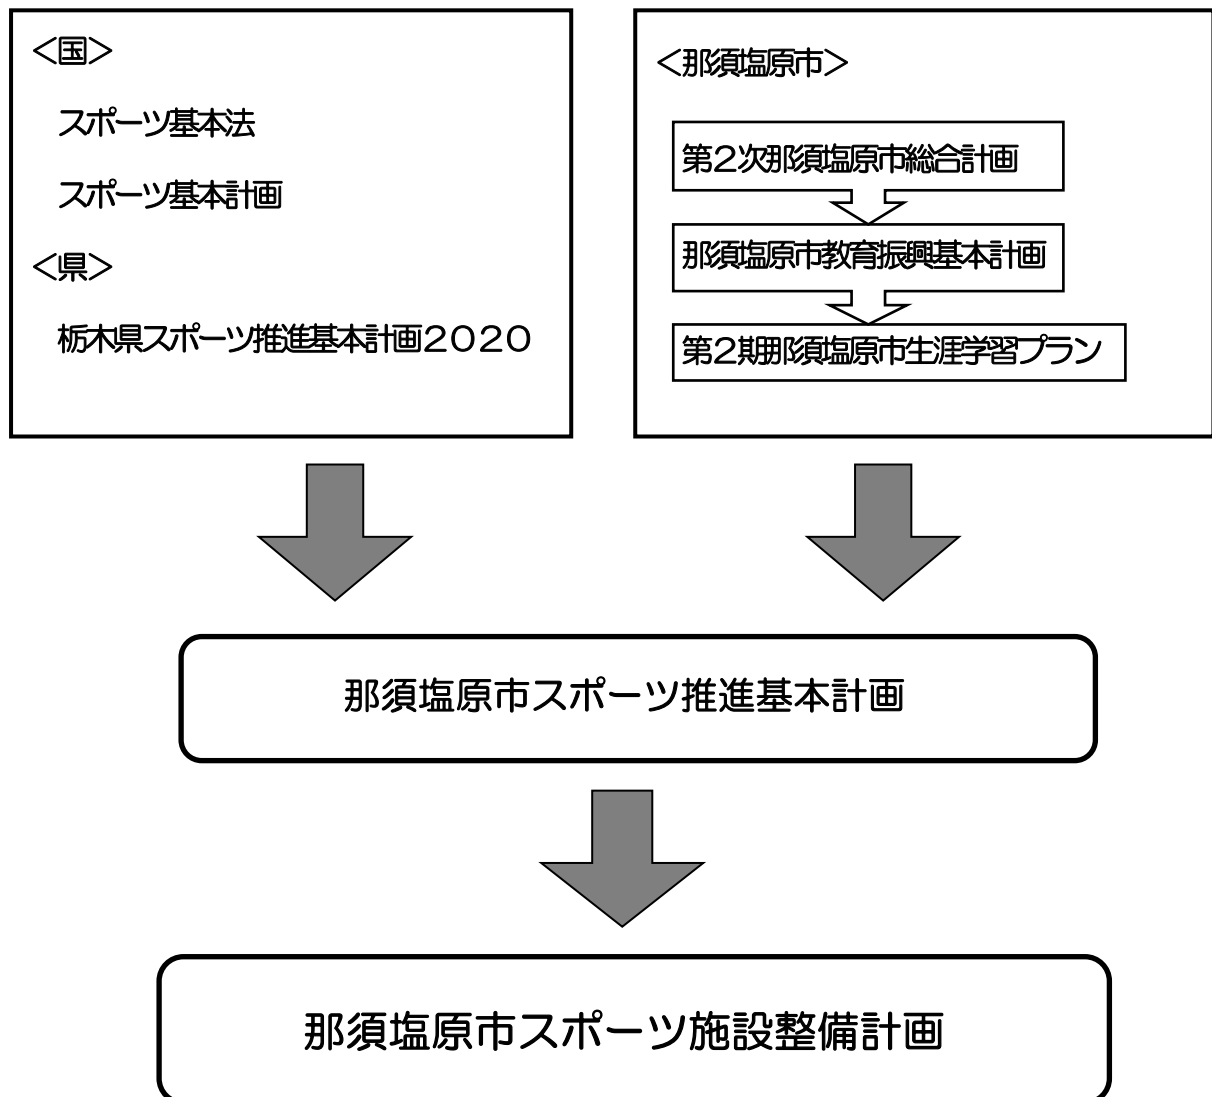 ＜国＞
スポーツ基本法
スポーツ基本計画
＜県＞
栃木県スポーツ推進基本計画２０２０
＜那須塩原市＞
第２次那須塩原市総合計画
那須塩原市教育振興基本計画
第２期那須塩原市生涯学習プラン
那須塩原市スポーツ推進基本計画
那須塩原市スポーツ施設整備計画